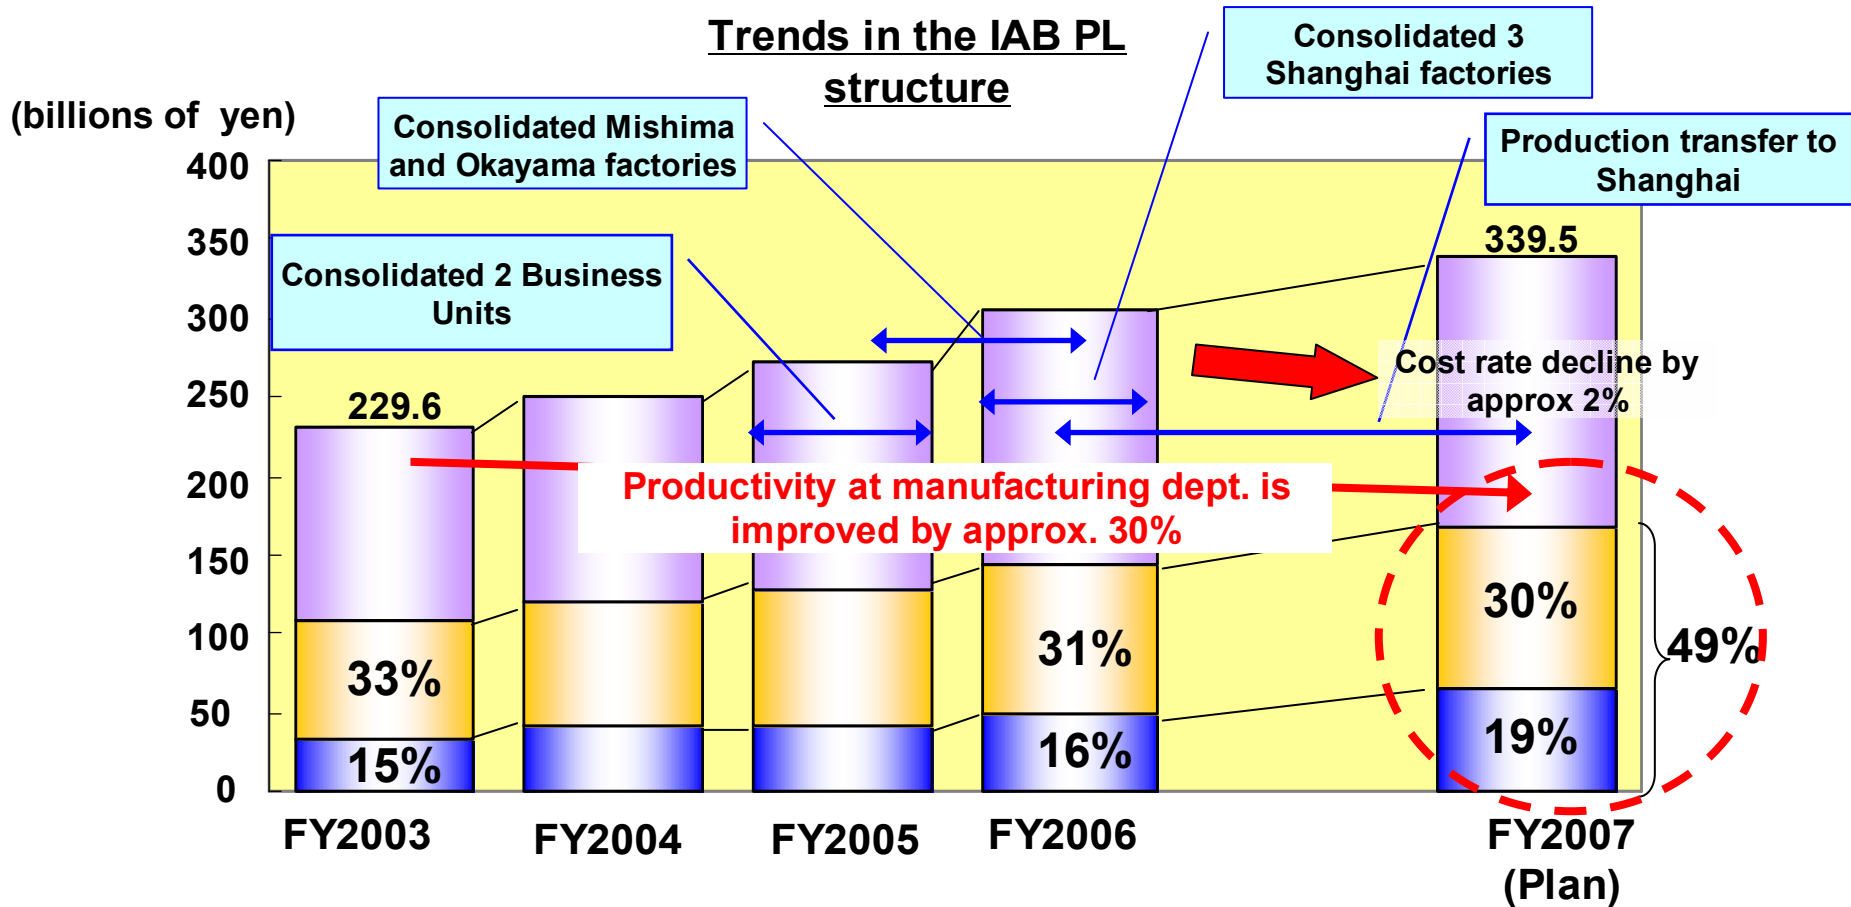 Trends in the IAB PL
structure
(billions of yen)
Consolidated 3
Shanghai factories
Consolidated Mishima
and Okayama factories
Production transfer to
Shanghai
Consolidated 2 Business
Units
400
350
300
250
200
150
100
50
0
229.6
339.5
Cost rate decline by
approx 2%
Productivity at manufacturing dept. is
improved by approx. 30%
33%
31%
30%
49%
15%
16%
19%
FY2003
FY2004
FY2005
FY2006
FY2007
(Plan)